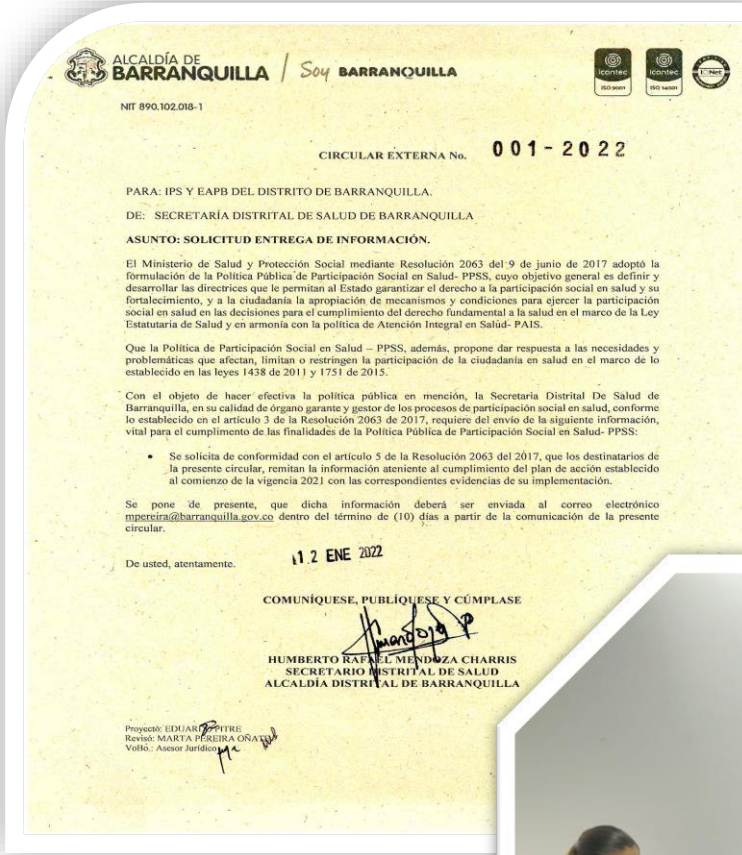 ALCALDÍA DE
BARRANQUILLA
Soy BARRANQUILLA
icontec
ISO 9001
icontec
ISO 14001
IQNet
NIT 890.102.018-1
CIRCULAR EXTERNA No. 001-2022
PARA: IPS Y EAPB DEL DISTRITO DE BARRANQUILLA.
DE: SECRETARÍA DISTRITAL DE SALUD DE BARRANQUILLA
ASUNTO: SOLICITUD ENTREGA DE INFORMACIÓN.
El Ministerio de Salud y Protección Social mediante Resolución 2063 del 9 de junio de 2017 adoptó la
formulación de la Política Pública de Participación Social en Salud- PPSS, cuyo objetivo general es definir y
desarrollar las directrices que le permitan al Estado garantizar el derecho a la participación social en salud y su
fortalecimiento, y a la ciudadanía la apropiación de mecanismos y condiciones para ejercer la participación
social en salud en las decisiones para el cumplimiento del derecho fundamental a la salud en el marco de la Ley
Estatutaria de Salud y en armonía con la política de Atención Integral en Salud- PAIS.
Que la Política de Participación Social en Salud – PPSS, además, propone dar respuesta a las necesidades y
problemáticas que afectan, limitan o restringen la participación de la ciudadanía en salud en el marco de lo
establecido en las leyes 1438 de 2011 y 1751 de 2015.
Con el objeto de hacer efectiva la política pública en mención, la Secretaria Distrital De Salud de
Barranquilla, en su calidad de órgano garante y gestor de los procesos de participación social en salud, conforme
lo establecido en el artículo 3 de la Resolución 2063 de 2017, requiere del envío de la siguiente información,
vital para el cumplimento de las finalidades de la Política Pública de Participación Social en Salud- PPSS:
• Se solicita de conformidad con el artículo 5 de la Resolución 2063 del 2017, que los destinatarios de
la presente circular, remitan la información ateniente al cumplimiento del plan de acción establecido
al comienzo de la vigencia 2021 con las correspondientes evidencias de su implementación.
Se pone de presente, que dicha información deberá ser enviada al correo electrónico
mpereira@barranquilla.gov.co dentro del término de (10) días a partir de la comunicación de la presente
circular.
De usted, atentamente.
12 ENE 2022
COMUNÍQUESE, PUBLÍQUESE Y CÚMPLASE
HUMBERTO RAFAEL MENDOZA CHARRIS
SECRETARIO DISTRITAL DE SALUD
ALCALDÍA DISTRITAL DE BARRANQUILLA
Proyectó: EDUARDO PITRE
Revisó: MARTA PEREIRA OÑATE
VoBo.: Asesor Jurídico